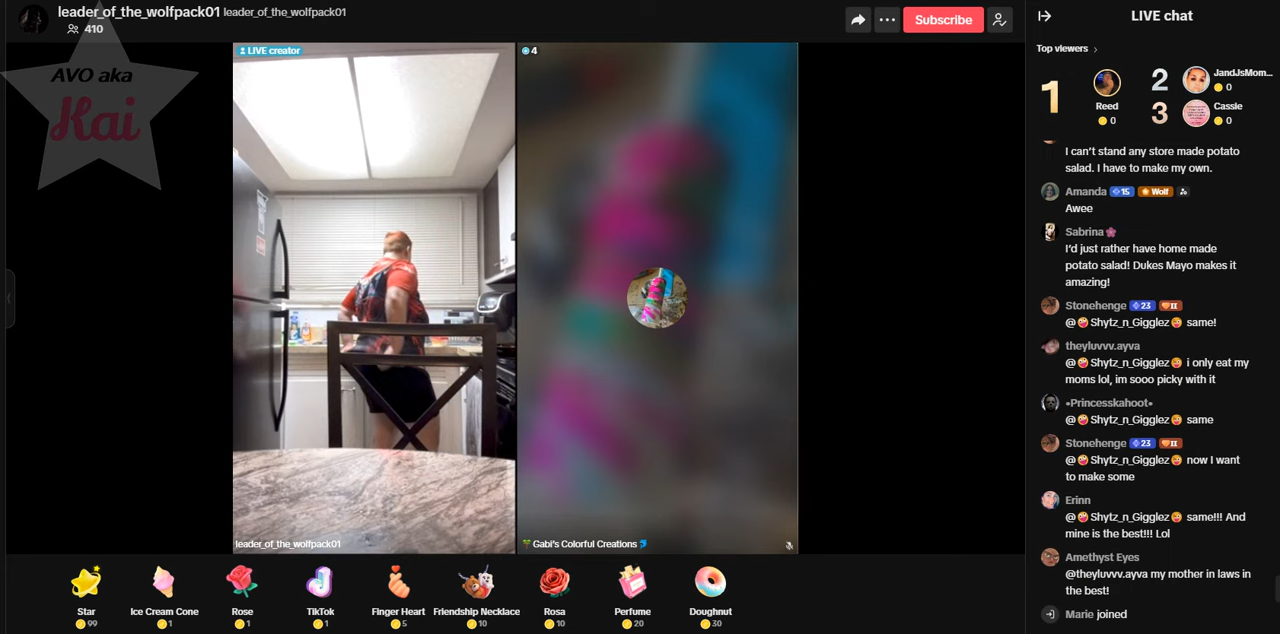 leader_of_the_wolfpack01 leader_of_the_wolfpack01
410
AVO aka
Kai
Subscribe
LIVE creator
4
leader_of_the_wolfpack01
🌴 Gabi's Colorful Creations
Star
99
Ice Cream Cone
1
Rose
1
TikTok
1
Finger Heart
5
Friendship Necklace
10
Rosa
10
Perfume
20
Doughnut
30
LIVE chat
Top viewers
1
Reed
0
2
JandJsMom...
0
3
Cassie
0
I can't stand any store made potato
salad. I have to make my own.
Amanda 15 Wolf
Awee
Sabrina🌸
I'd just rather have home made
potato salad! Dukes Mayo makes it
amazing!
Stonehenge 23 II
@🤪Shytz_n_Gigglez🤪 same!
theyluvvv.ayva
@🤪Shytz_n_Gigglez🤪 i only eat my
moms lol, im sooo picky with it
•Princesskahoot•
@🤪Shytz_n_Gigglez🤪 same
Stonehenge 23 II
@🤪Shytz_n_Gigglez🤪 now I want
to make some
Erinn
@🤪Shytz_n_Gigglez🤪 same!!! And
mine is the best!!! Lol
Amethyst Eyes
@theyluvvv.ayva my mother in laws in
the best!
Marie joined